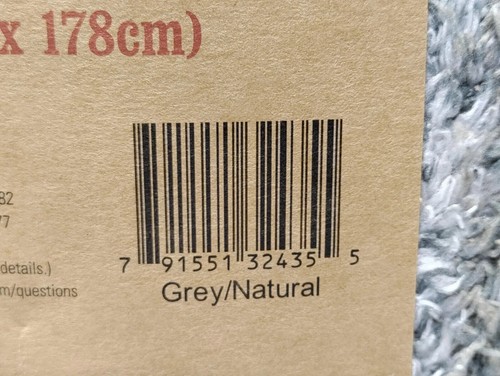 x 178cm)
82
77
details.)
m/questions
7 91551 32435 5
Grey/Natural